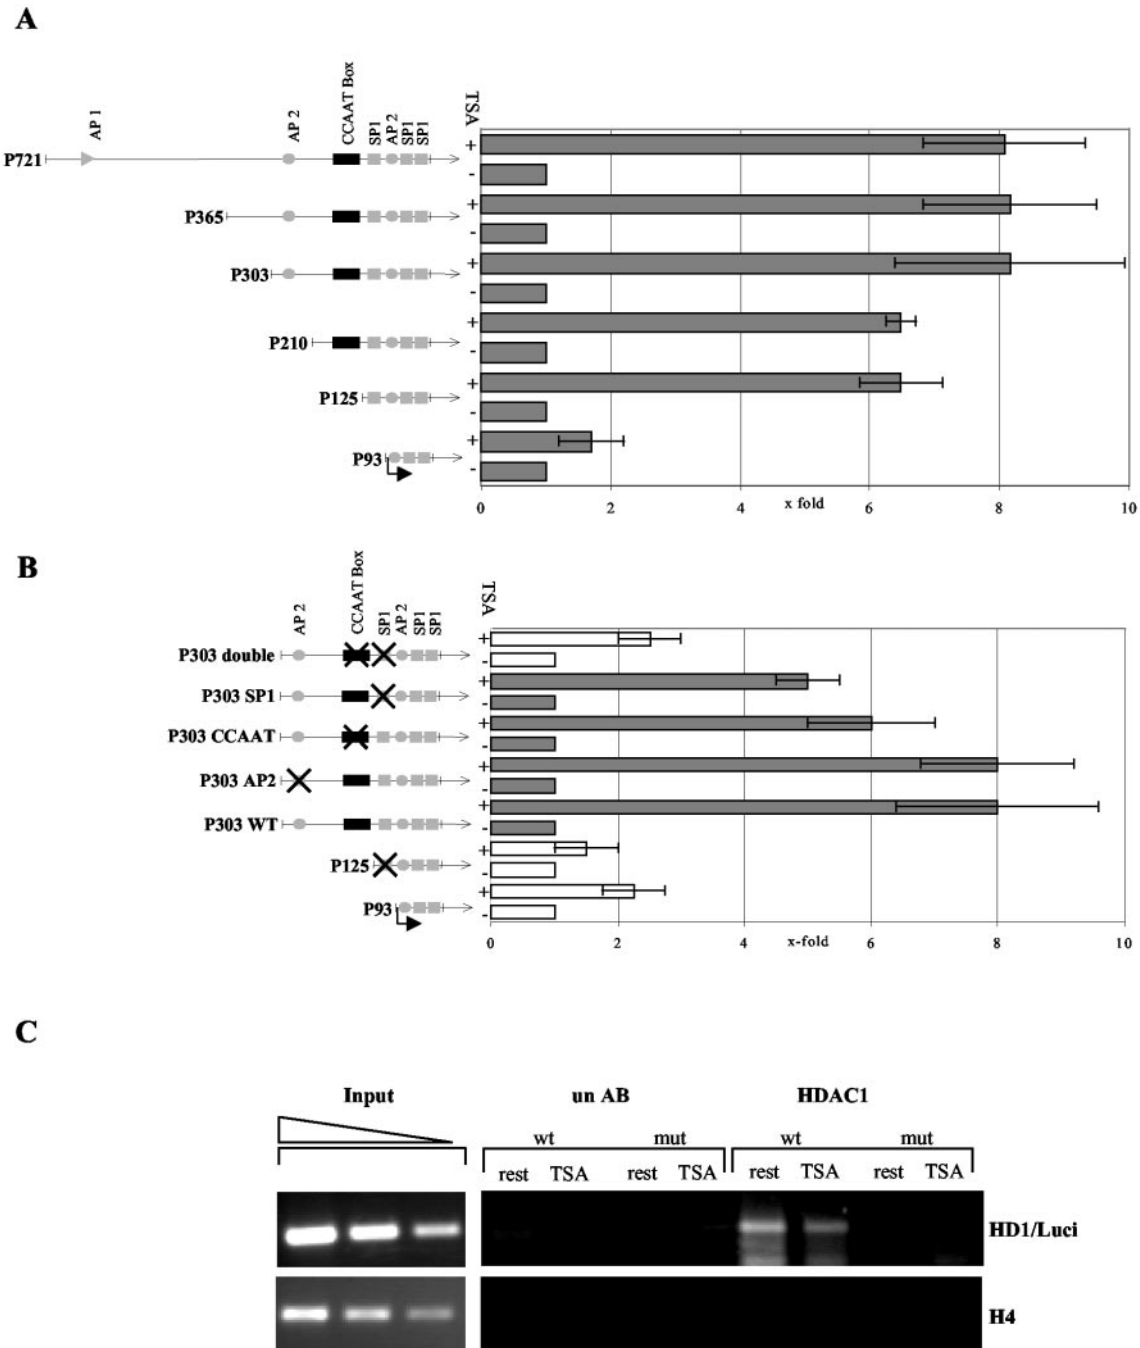 A
AP 1
AP 2
CCAAT Box
SP1
AP 2
SP1
SP1
TSA
P721
+
-
P365
+
-
P303
+
-
P210
+
-
P125
+
-
P93
+
-
0 2 x fold 4 6 8 10
B
AP 2
CCAAT Box
SP1
AP 2
SP1
SP1
TSA
P303 double
+
-
P303 SP1
+
-
P303 CCAAT
+
-
P303 AP2
+
-
P303 WT
+
-
P125
+
-
P93
+
-
0 2 4 x-fold 6 8 10
C
Input un AB HDAC1
wt mut wt mut
rest TSA rest TSA rest TSA rest TSA
HD1/Luci
H4